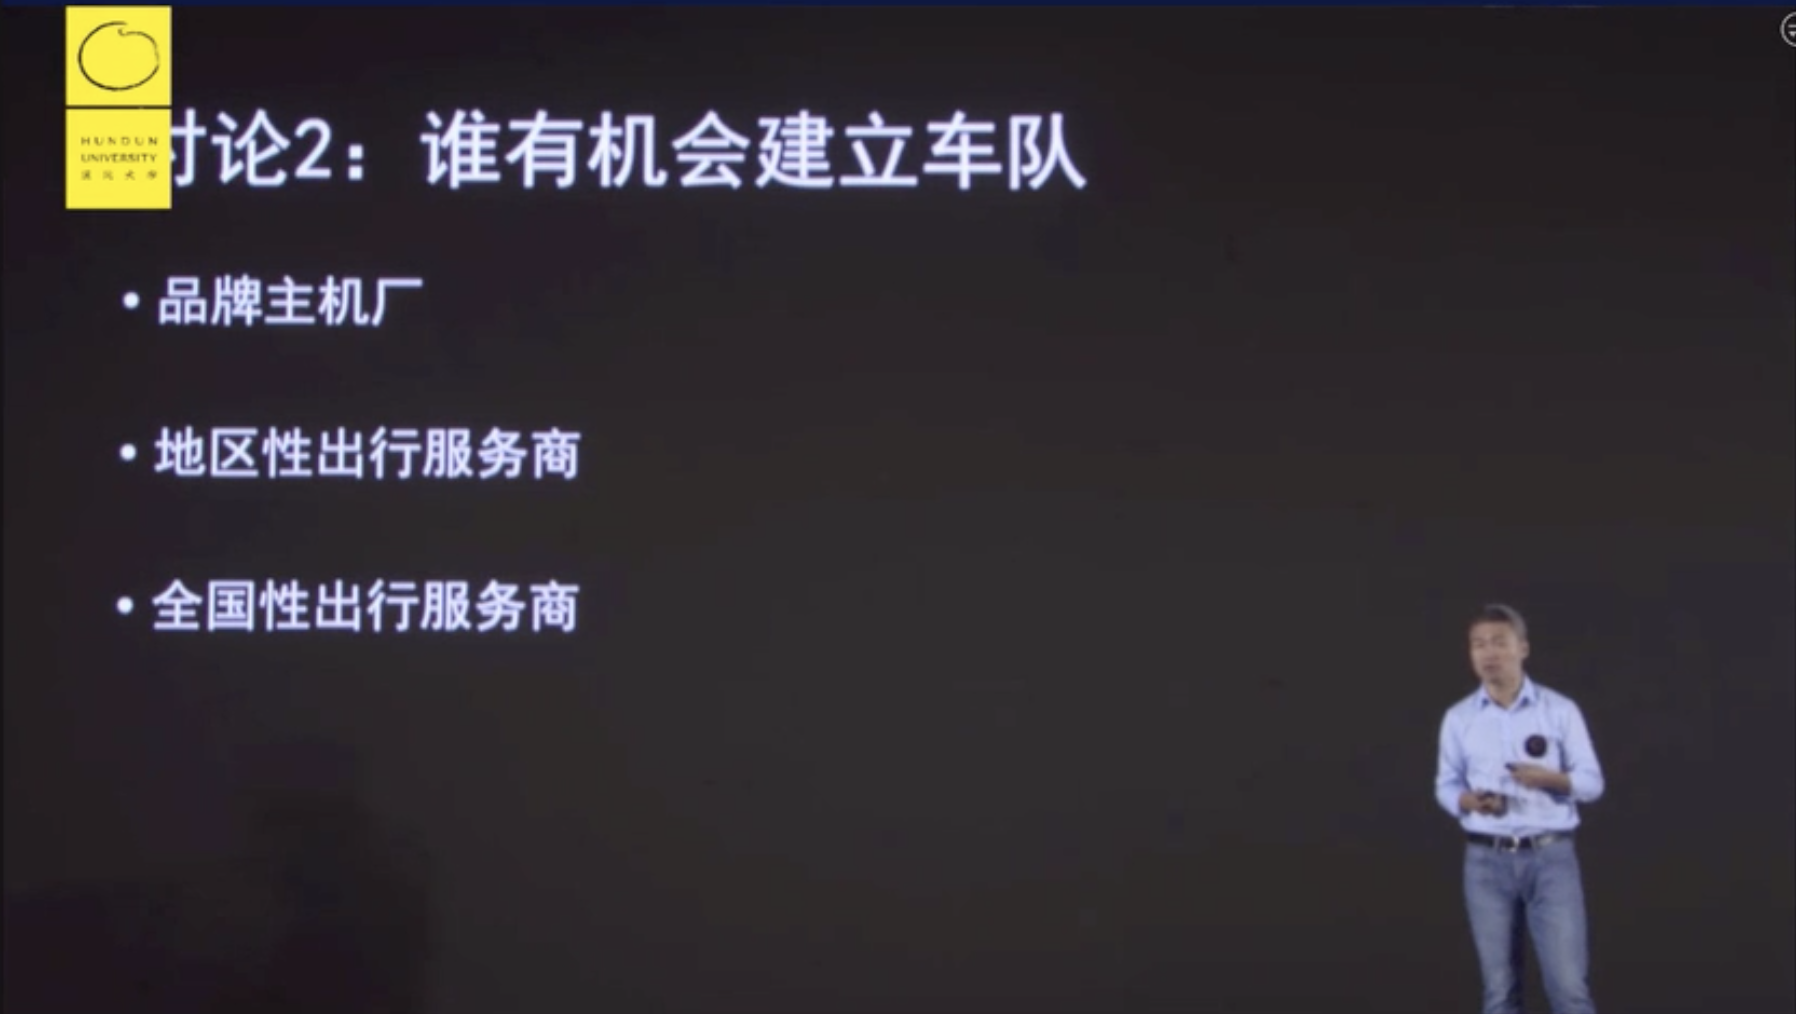 HUNDUN
UNIVERSITY
混沌大学
讨论2：谁有机会建立车队
• 品牌主机厂
• 地区性出行服务商
• 全国性出行服务商